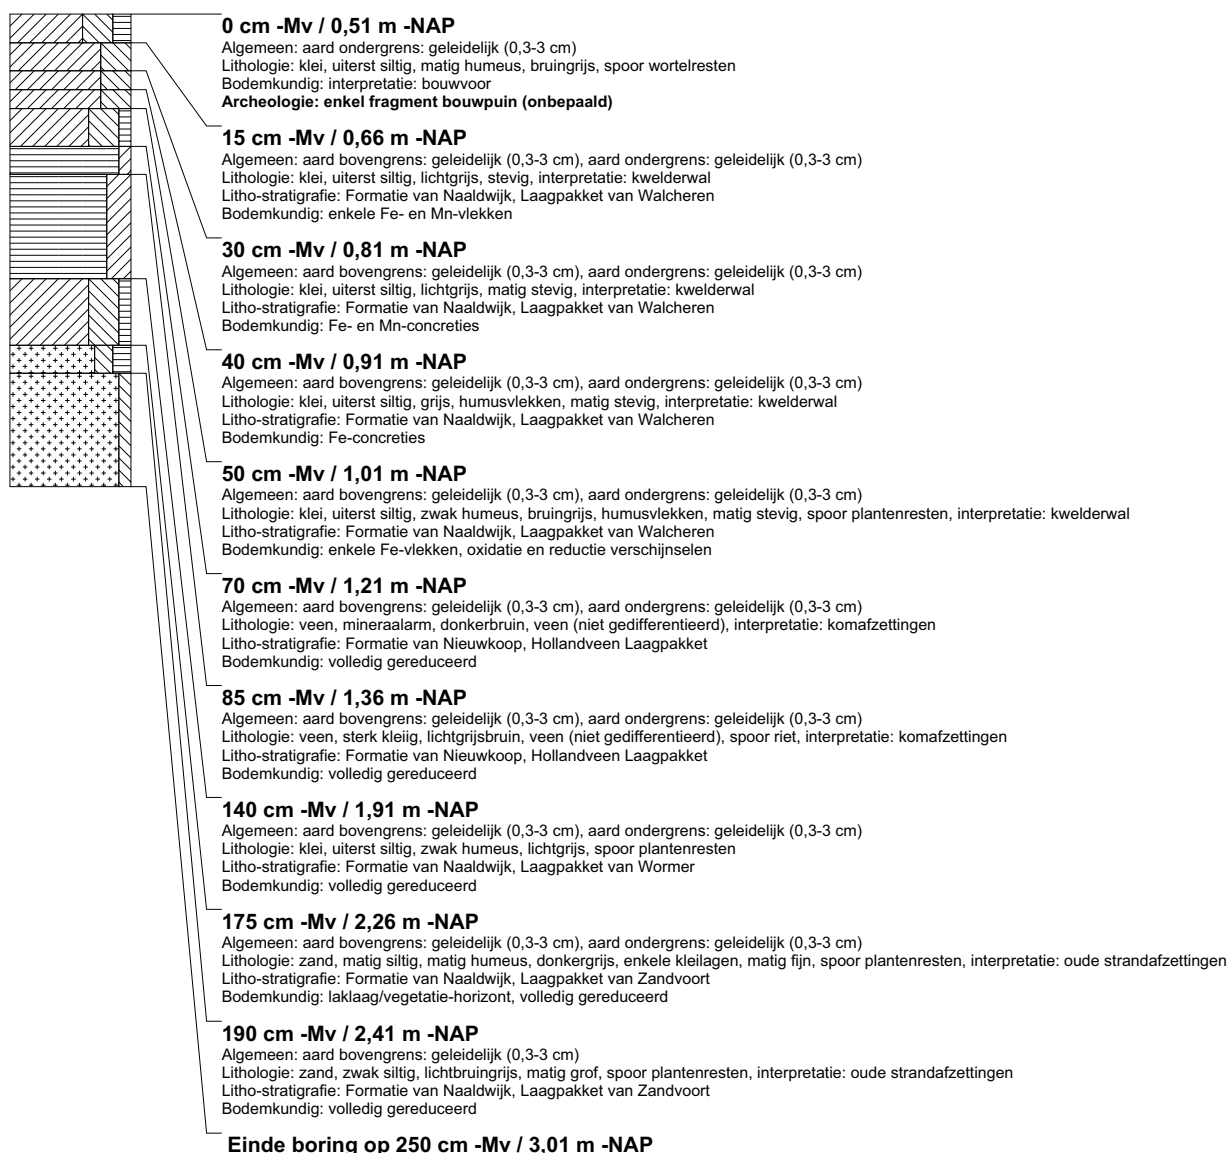 0 cm -Mv / 0,51 m -NAP
Algemeen: aard ondergrens: geleidelijk (0,3-3 cm)
Lithologie: klei, uiterst siltig, matig humeus, bruingrijs, spoor wortelresten
Bodemkundig: interpretatie: bouwvoor
Archeologie: enkel fragment bouwpuin (onbepaald)
15 cm -Mv / 0,66 m -NAP
Algemeen: aard bovengrens: geleidelijk (0,3-3 cm), aard ondergrens: geleidelijk (0,3-3 cm)
Lithologie: klei, uiterst siltig, lichtgrijs, stevig, interpretatie: kwelderwal
Litho-stratigrafie: Formatie van Naaldwijk, Laagpakket van Walcheren
Bodemkundig: enkele Fe- en Mn-vlekken
30 cm -Mv / 0,81 m -NAP
Algemeen: aard bovengrens: geleidelijk (0,3-3 cm), aard ondergrens: geleidelijk (0,3-3 cm)
Lithologie: klei, uiterst siltig, lichtgrijs, matig stevig, interpretatie: kwelderwal
Litho-stratigrafie: Formatie van Naaldwijk, Laagpakket van Walcheren
Bodemkundig: Fe- en Mn-concreties
40 cm -Mv / 0,91 m -NAP
Algemeen: aard bovengrens: geleidelijk (0,3-3 cm), aard ondergrens: geleidelijk (0,3-3 cm)
Lithologie: klei, uiterst siltig, grijs, humusvlekken, matig stevig, interpretatie: kwelderwal
Litho-stratigrafie: Formatie van Naaldwijk, Laagpakket van Walcheren
Bodemkundig: Fe-concreties
50 cm -Mv / 1,01 m -NAP
Algemeen: aard bovengrens: geleidelijk (0,3-3 cm), aard ondergrens: geleidelijk (0,3-3 cm)
Lithologie: klei, uiterst siltig, zwak humeus, bruingrijs, humusvlekken, matig stevig, spoor plantenresten, interpretatie: kwelderwal
Litho-stratigrafie: Formatie van Naaldwijk, Laagpakket van Walcheren
Bodemkundig: enkele Fe-vlekken, oxidatie en reductie verschijnselen
70 cm -Mv / 1,21 m -NAP
Algemeen: aard bovengrens: geleidelijk (0,3-3 cm), aard ondergrens: geleidelijk (0,3-3 cm)
Lithologie: veen, mineraalarm, donkerbruin, veen (niet gedifferentieerd), interpretatie: komafzettingen
Litho-stratigrafie: Formatie van Nieuwkoop, Hollandveen Laagpakket
Bodemkundig: volledig gereduceerd
85 cm -Mv / 1,36 m -NAP
Algemeen: aard bovengrens: geleidelijk (0,3-3 cm), aard ondergrens: geleidelijk (0,3-3 cm)
Lithologie: veen, sterk kleiig, lichtgrijsbruin, veen (niet gedifferentieerd), spoor riet, interpretatie: komafzettingen
Litho-stratigrafie: Formatie van Nieuwkoop, Hollandveen Laagpakket
Bodemkundig: volledig gereduceerd
140 cm -Mv / 1,91 m -NAP
Algemeen: aard bovengrens: geleidelijk (0,3-3 cm), aard ondergrens: geleidelijk (0,3-3 cm)
Lithologie: klei, uiterst siltig, zwak humeus, lichtgrijs, spoor plantenresten
Litho-stratigrafie: Formatie van Naaldwijk, Laagpakket van Wormer
Bodemkundig: volledig gereduceerd
175 cm -Mv / 2,26 m -NAP
Algemeen: aard bovengrens: geleidelijk (0,3-3 cm), aard ondergrens: geleidelijk (0,3-3 cm)
Lithologie: zand, matig siltig, matig humeus, donkergrijs, enkele kleilagen, matig fijn, spoor plantenresten, interpretatie: oude strandafzettingen
Litho-stratigrafie: Formatie van Naaldwijk, Laagpakket van Zandvoort
Bodemkundig: laklaag/vegetatie-horizont, volledig gereduceerd
190 cm -Mv / 2,41 m -NAP
Algemeen: aard bovengrens: geleidelijk (0,3-3 cm)
Lithologie: zand, zwak siltig, lichtbruingrijs, matig grof, spoor plantenresten, interpretatie: oude strandafzettingen
Litho-stratigrafie: Formatie van Naaldwijk, Laagpakket van Zandvoort
Bodemkundig: volledig gereduceerd
Einde boring op 250 cm -Mv / 3,01 m -NAP